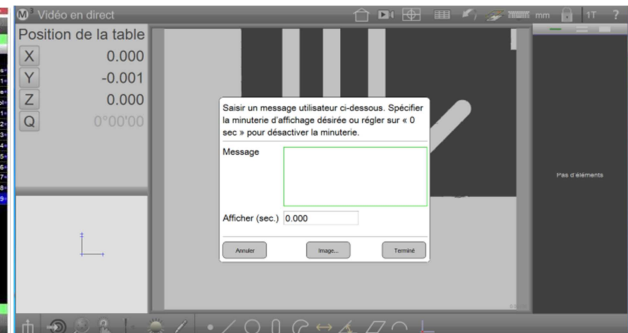 M³ Vidéo en direct
mm
1T
?
Position de la table
X 0.000
Y -0.001
Z 0.000
Q 0°00'00
Saisir un message utilisateur ci-dessous. Spécifier
la minuterie d'affichage désirée ou régler sur « 0
sec » pour désactiver la minuterie.
Message
Afficher (sec.) 0.000
Annuler
Image...
Terminé
Pas d'éléments